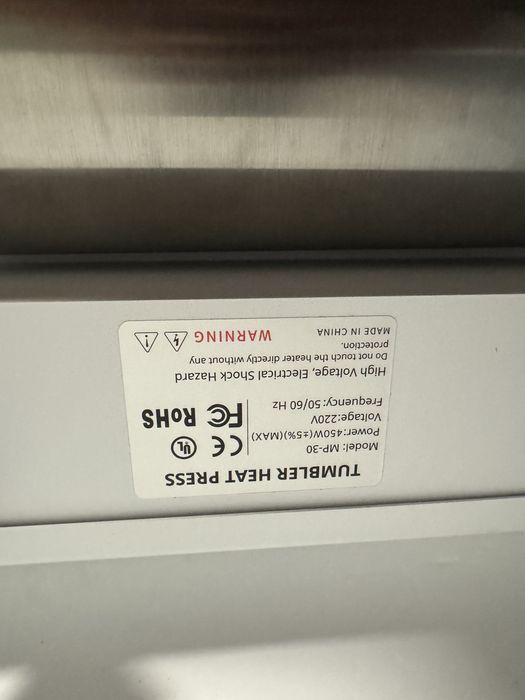 TUMBLER HEAT PRESS
Model: MP-30
Power:450W(±5%)(MAX)
Voltage:220V
Frequency:50/60 Hz
CE UL
FC RoHS
High Voltage, Electrical Shock Hazard
Do not touch the heater directly without any
protection.
MADE IN CHINA
WARNING